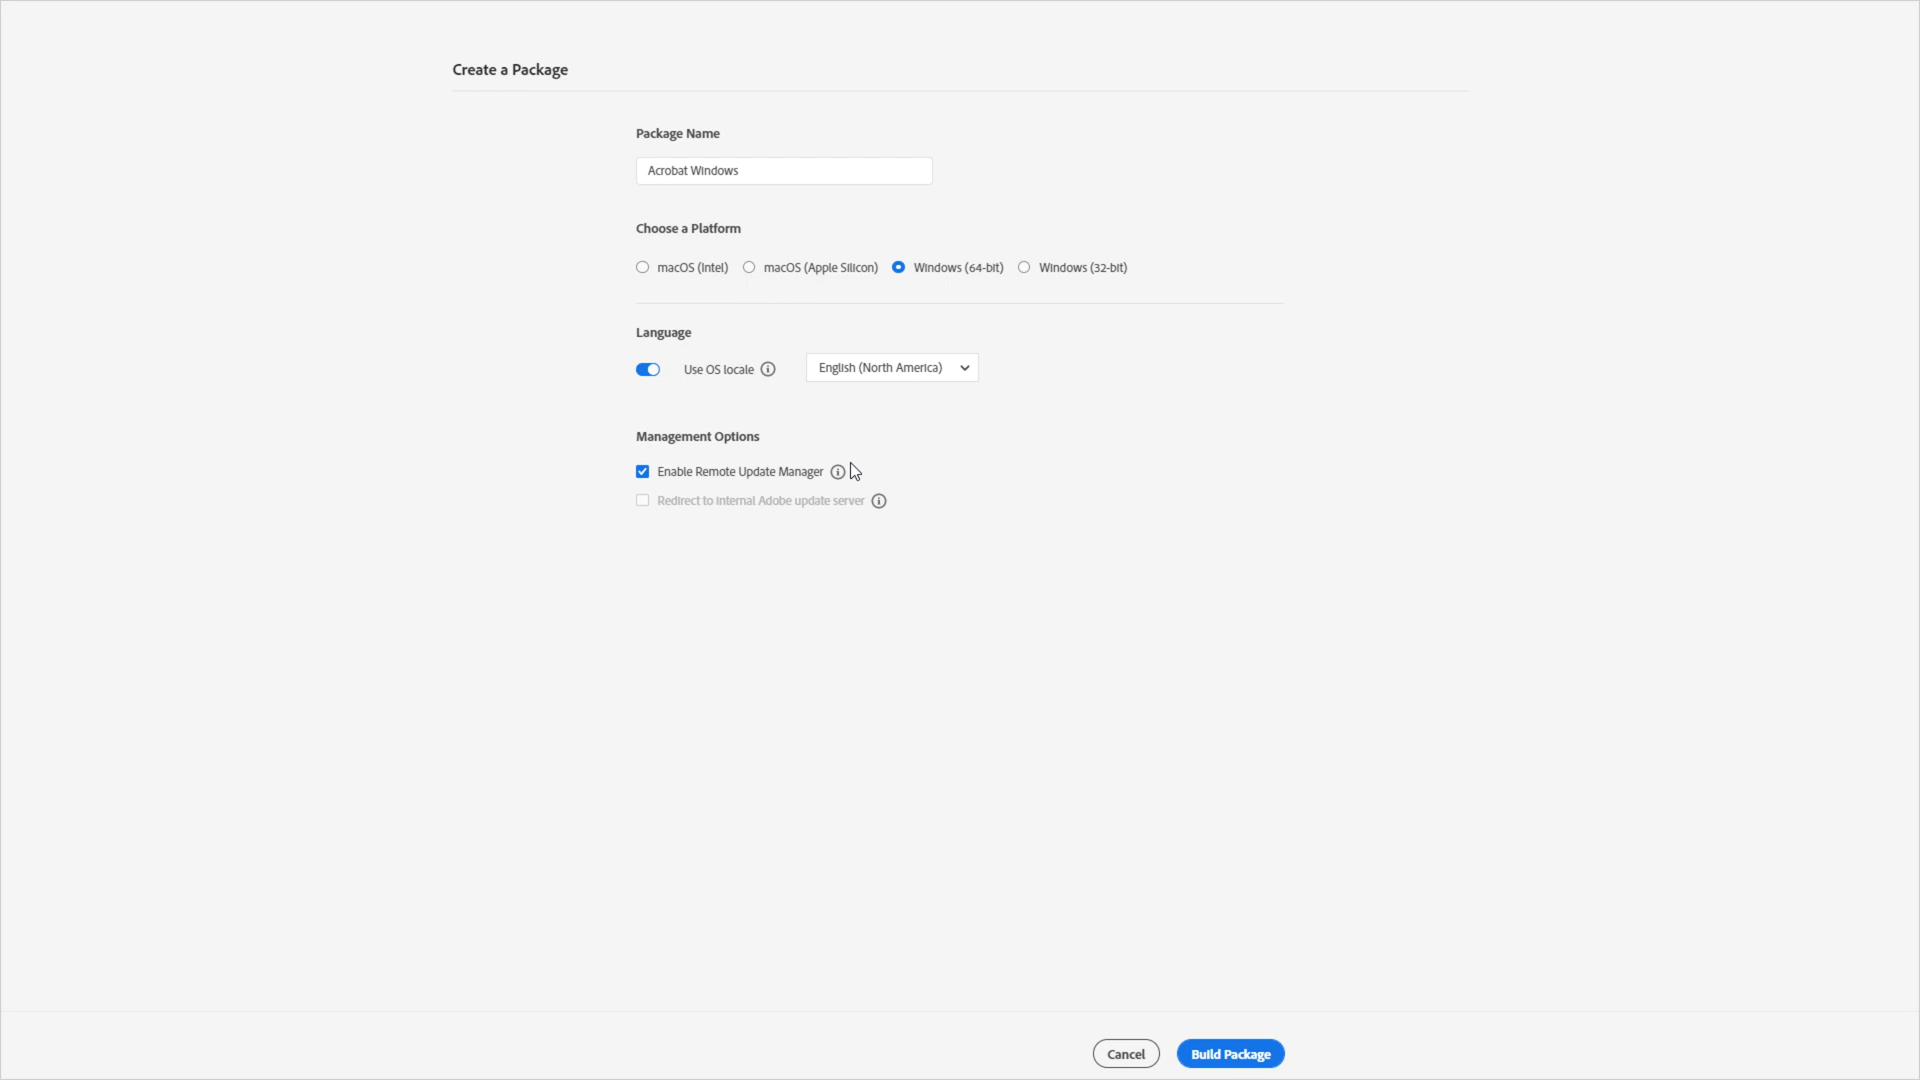 Create a Package
Package Name
Acrobat Windows
Choose a Platform
macOS (Intel) macOS (Apple Silicon) Windows (64-bit) Windows (32-bit)
Language
Use OS locale English (North America)
Management Options
Enable Remote Update Manager
Redirect to internal Adobe update server
Cancel Build Package